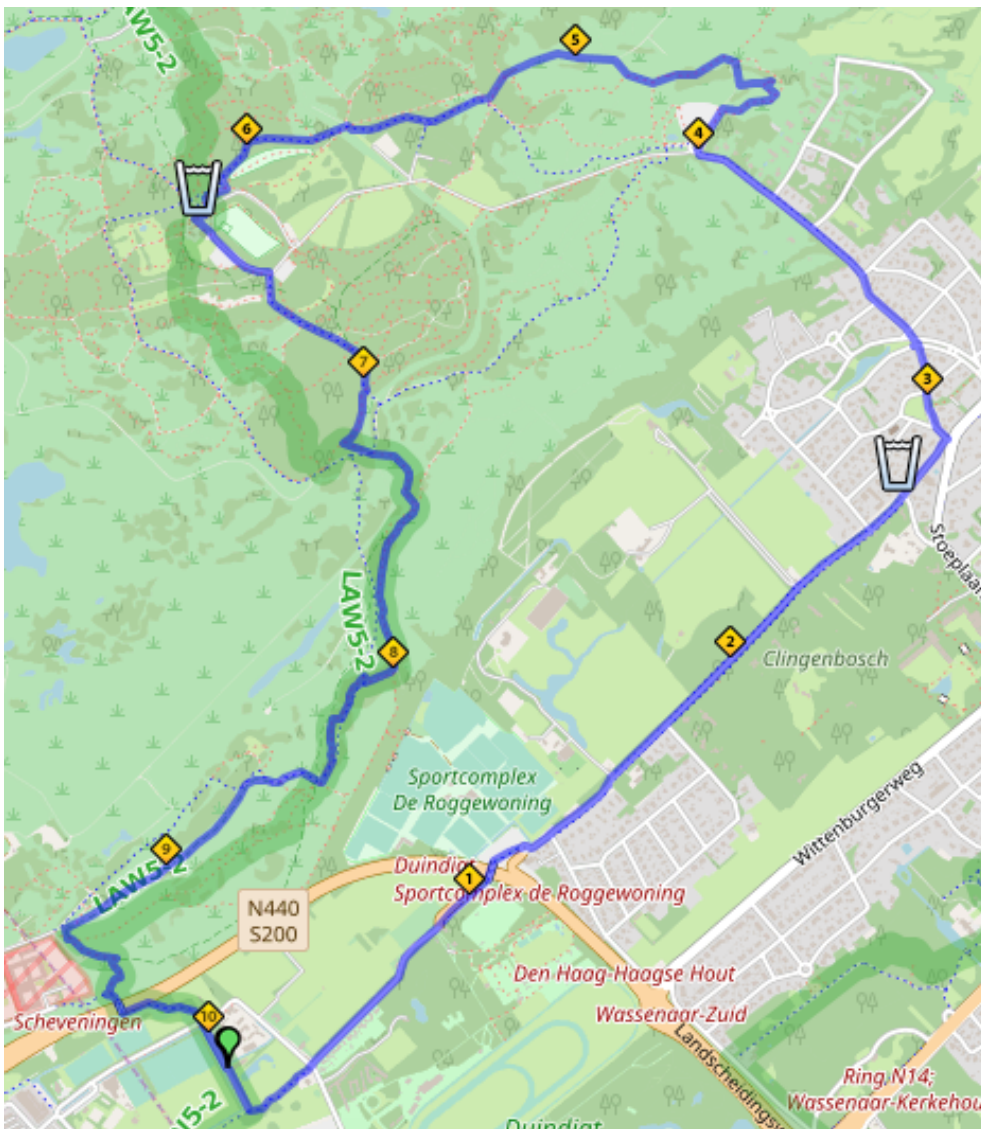 AW5-2
5
6
4
7
3
Stoeplaan
LAW5-2
8
2
Clingenbosch
Sportcomplex
De Roggewoning
Wittenburgerweg
9
LAW5-2
Duindigt
1
Sportcomplex de Roggewoning
N440
S200
Den Haag-Haagse Hout
Wassenaar-Zuid
Scheveningen
10
Landscheidingsw
Ring N14;
Wassenaar-Kerkehou
5-2
Duindigt